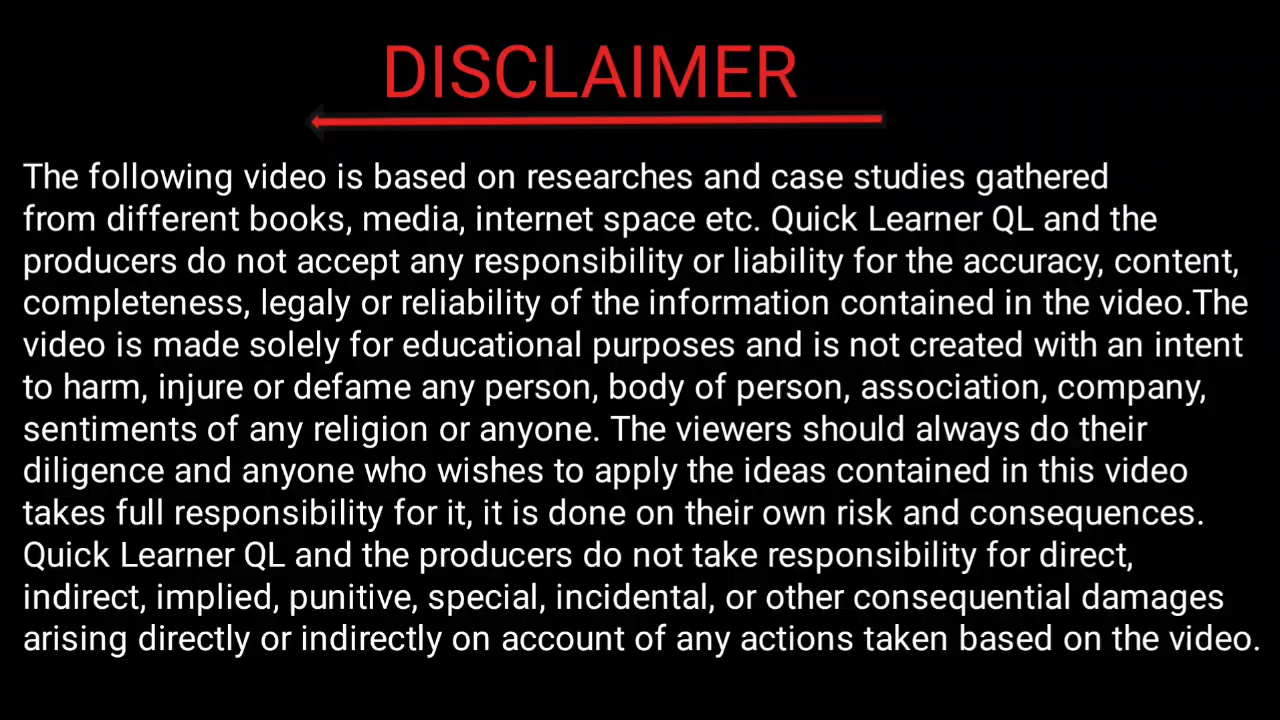 DISCLAIMER
The following video is based on researches and case studies gathered
from different books, media, internet space etc. Quick Learner QL and the
producers do not accept any responsibility or liability for the accuracy, content,
completeness, legaly or reliability of the information contained in the video.The
video is made solely for educational purposes and is not created with an intent
to harm, injure or defame any person, body of person, association, company,
sentiments of any religion or anyone. The viewers should always do their
diligence and anyone who wishes to apply the ideas contained in this video
takes full responsibility for it, it is done on their own risk and consequences.
Quick Learner QL and the producers do not take responsibility for direct,
indirect, implied, punitive, special, incidental, or other consequential damages
arising directly or indirectly on account of any actions taken based on the video.